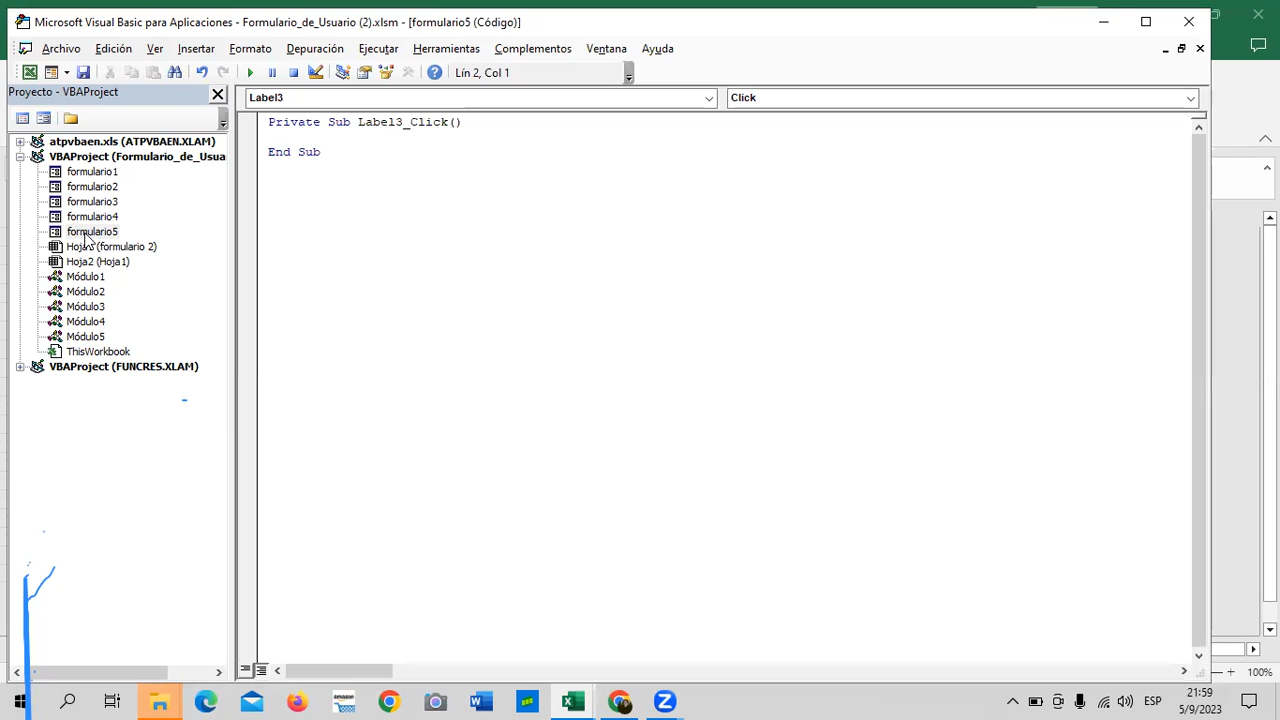 Microsoft Visual Basic para Aplicaciones - Formulario_de_Usuario (2).xlsm - [formulario5 (Código)]
Archivo Edición Ver Insertar Formato Depuración Ejecutar Herramientas Complementos Ventana Ayuda
Lín 2, Col 1
Proyecto - VBAProject
Label3
Click
atpvbaen.xls (ATPVBAEN.XLAM)
VBAProject (Formulario_de_Usua
formulario1
formulario2
formulario3
formulario4
formulario5
(formulario 2)
Hoja2 (Hoja1)
Módulo1
Módulo2
Módulo3
Módulo4
Módulo5
ThisWorkbook
VBAProject (FUNCRES.XLAM)
Private Sub Label3_Click()
End Sub
100%
amazon
ESP
21:59
5/9/2023